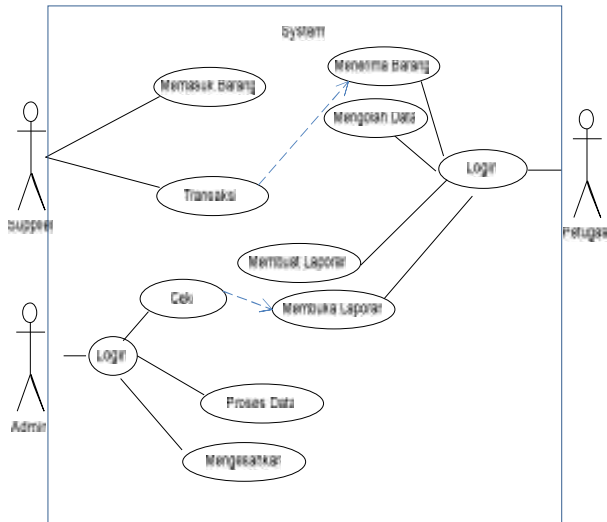 System
Menerima Barang
Memasuk Barang
Mengolah Data
Login
Transaksi
Supplier
Petugas
Membuat Laporan
Cek
Membuka Laporan
Login
Proses Data
Admin
Mengesahkan